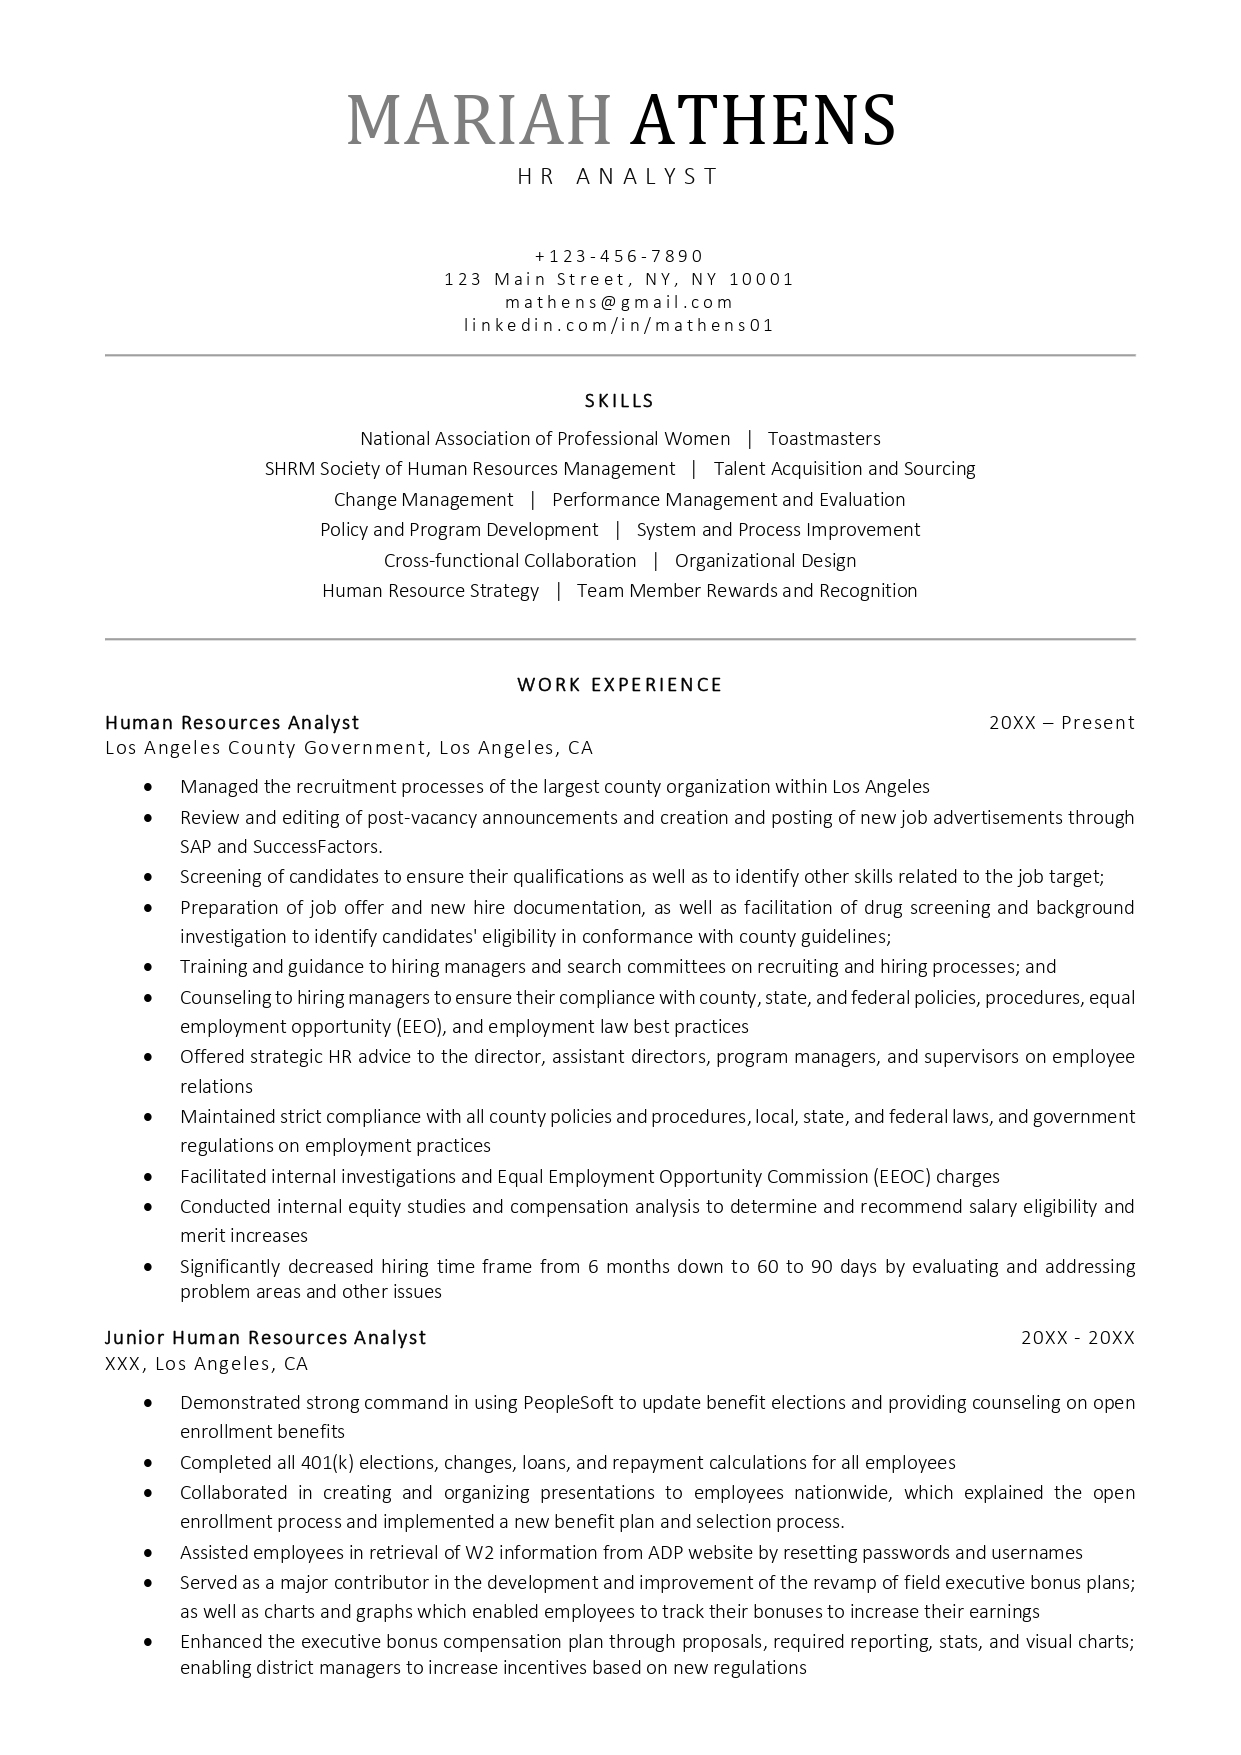 MARIAH ATHENS
HR ANALYST
+123-456-7890
123 Main Street, NY, NY 10001
mathens@gmail.com
linkedin.com/in/mathens01
SKILLS
National Association of Professional Women | Toastmasters
SHRM Society of Human Resources Management | Talent Acquisition and Sourcing
Change Management | Performance Management and Evaluation
Policy and Program Development | System and Process Improvement
Cross-functional Collaboration | Organizational Design
Human Resource Strategy | Team Member Rewards and Recognition
WORK EXPERIENCE
Human Resources Analyst 20XX – Present
Los Angeles County Government, Los Angeles, CA
• Managed the recruitment processes of the largest county organization within Los Angeles
• Review and editing of post-vacancy announcements and creation and posting of new job advertisements through
SAP and SuccessFactors.
• Screening of candidates to ensure their qualifications as well as to identify other skills related to the job target;
• Preparation of job offer and new hire documentation, as well as facilitation of drug screening and background
investigation to identify candidates' eligibility in conformance with county guidelines;
• Training and guidance to hiring managers and search committees on recruiting and hiring processes; and
• Counseling to hiring managers to ensure their compliance with county, state, and federal policies, procedures, equal
employment opportunity (EEO), and employment law best practices
• Offered strategic HR advice to the director, assistant directors, program managers, and supervisors on employee
relations
• Maintained strict compliance with all county policies and procedures, local, state, and federal laws, and government
regulations on employment practices
• Facilitated internal investigations and Equal Employment Opportunity Commission (EEOC) charges
• Conducted internal equity studies and compensation analysis to determine and recommend salary eligibility and
merit increases
• Significantly decreased hiring time frame from 6 months down to 60 to 90 days by evaluating and addressing
problem areas and other issues
Junior Human Resources Analyst 20XX - 20XX
XXX, Los Angeles, CA
• Demonstrated strong command in using PeopleSoft to update benefit elections and providing counseling on open
enrollment benefits
• Completed all 401(k) elections, changes, loans, and repayment calculations for all employees
• Collaborated in creating and organizing presentations to employees nationwide, which explained the open
enrollment process and implemented a new benefit plan and selection process.
• Assisted employees in retrieval of W2 information from ADP website by resetting passwords and usernames
• Served as a major contributor in the development and improvement of the revamp of field executive bonus plans;
as well as charts and graphs which enabled employees to track their bonuses to increase their earnings
• Enhanced the executive bonus compensation plan through proposals, required reporting, stats, and visual charts;
enabling district managers to increase incentives based on new regulations